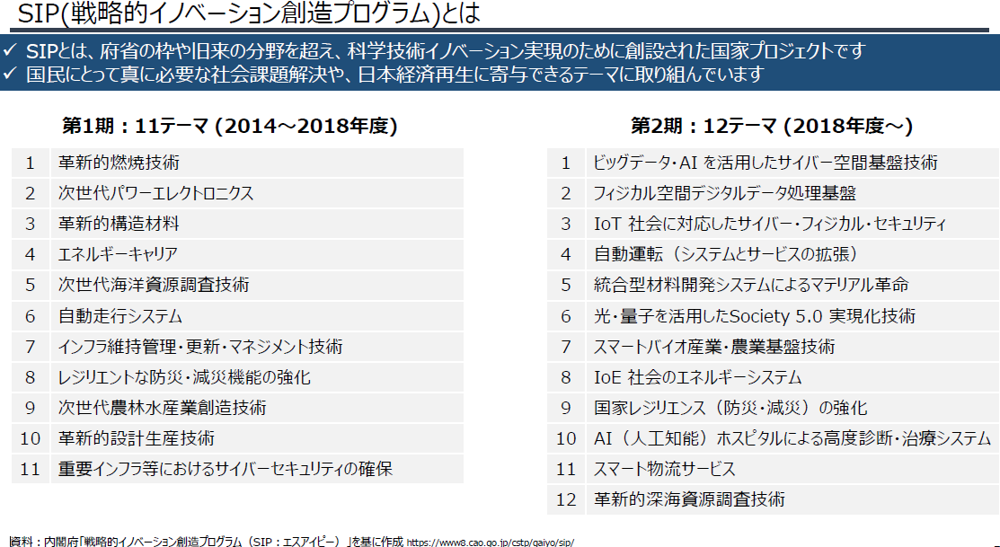 SIP(戦略的イノベーション創造プログラム)とは
✓ SIPとは、府省の枠や旧来の分野を超え、科学技術イノベーション実現のために創設された国家プロジェクトです
✓ 国民にとって真に必要な社会課題解決や、日本経済再生に寄与できるテーマに取り組んでいます
第1期：11テーマ (2014～2018年度)
1 革新的燃焼技術
2 次世代パワーエレクトロニクス
3 革新的構造材料
4 エネルギーキャリア
5 次世代海洋資源調査技術
6 自動走行システム
7 インフラ維持管理・更新・マネジメント技術
8 レジリエントな防災・減災機能の強化
9 次世代農林水産業創造技術
10 革新的設計生産技術
11 重要インフラ等におけるサイバーセキュリティの確保
第2期：12テーマ (2018年度～)
1 ビッグデータ・AI を活用したサイバー空間基盤技術
2 フィジカル空間デジタルデータ処理基盤
3 IoT 社会に対応したサイバー・フィジカル・セキュリティ
4 自動運転（システムとサービスの拡張）
5 統合型材料開発システムによるマテリアル革命
6 光・量子を活用したSociety 5.0 実現化技術
7 スマートバイオ産業・農業基盤技術
8 IoE 社会のエネルギーシステム
9 国家レジリエンス（防災・減災）の強化
10 AI（人工知能）ホスピタルによる高度診断・治療システム
11 スマート物流サービス
12 革新的深海資源調査技術
資料：内閣府「戦略的イノベーション創造プログラム（SIP：エスアイピー）」を基に作成 https://www8.cao.go.jp/cstp/gaiyo/sip/